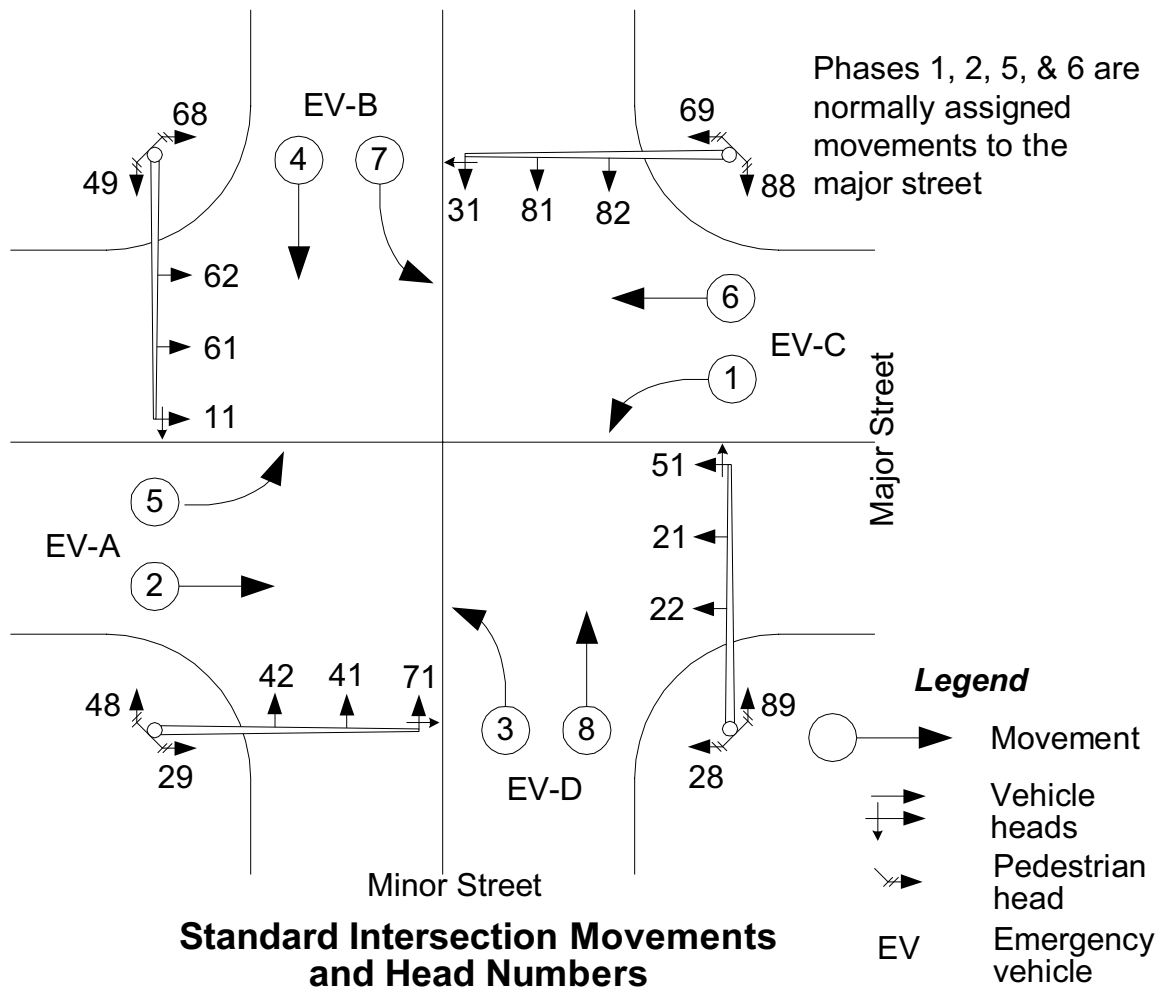 EV-B
68
4
7
49
31
81
82
69
88
Phases 1, 2, 5, & 6 are
normally assigned
movements to the
major street
62
61
11
6
EV-C
1
Major Street
5
EV-A
2
51
21
22
48
42
41
71
29
3
8
EV-D
89
28
Minor Street
Legend
Movement
Vehicle
heads
Pedestrian
head
EV
Emergency
vehicle
Standard Intersection Movements
and Head Numbers